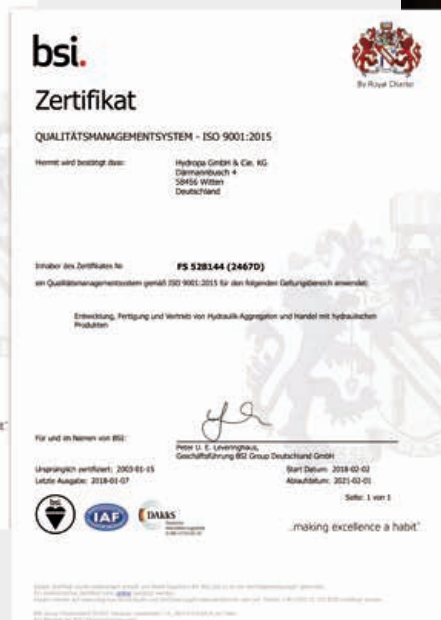 bsi.
By Royal Charter
Zertifikat
QUALITÄTSMANAGEMENTSYSTEM - ISO 9001:2015
Hiermit wird bestätigt dass:
Hydropa GmbH & Cie. KG
Därmannbusch 4
58456 Witten
Deutschland
Inhaber des Zertifikates Nr.
FS 528144 (2467D)
ein Qualitätsmanagementsystem gemäß ISO 9001:2015 für den folgenden Geltungsbereich anwendet:
Entwicklung, Fertigung und Vertrieb von Hydraulik-Aggregaten und Handel mit hydraulischen
Produkten
Für und im Namen von BSI:
Peter U. E. Leveringhaus,
Geschäftsführung BSI Group Deutschland GmbH
Ursprünglich zertifiziert: 2003-01-15
Start Datum: 2018-02-02
Letzte Ausgabe: 2018-01-07
Ablaufdatum: 2021-02-01
Seite: 1 von 1
bsi.
IAF
DAkkS
...making excellence a habit™